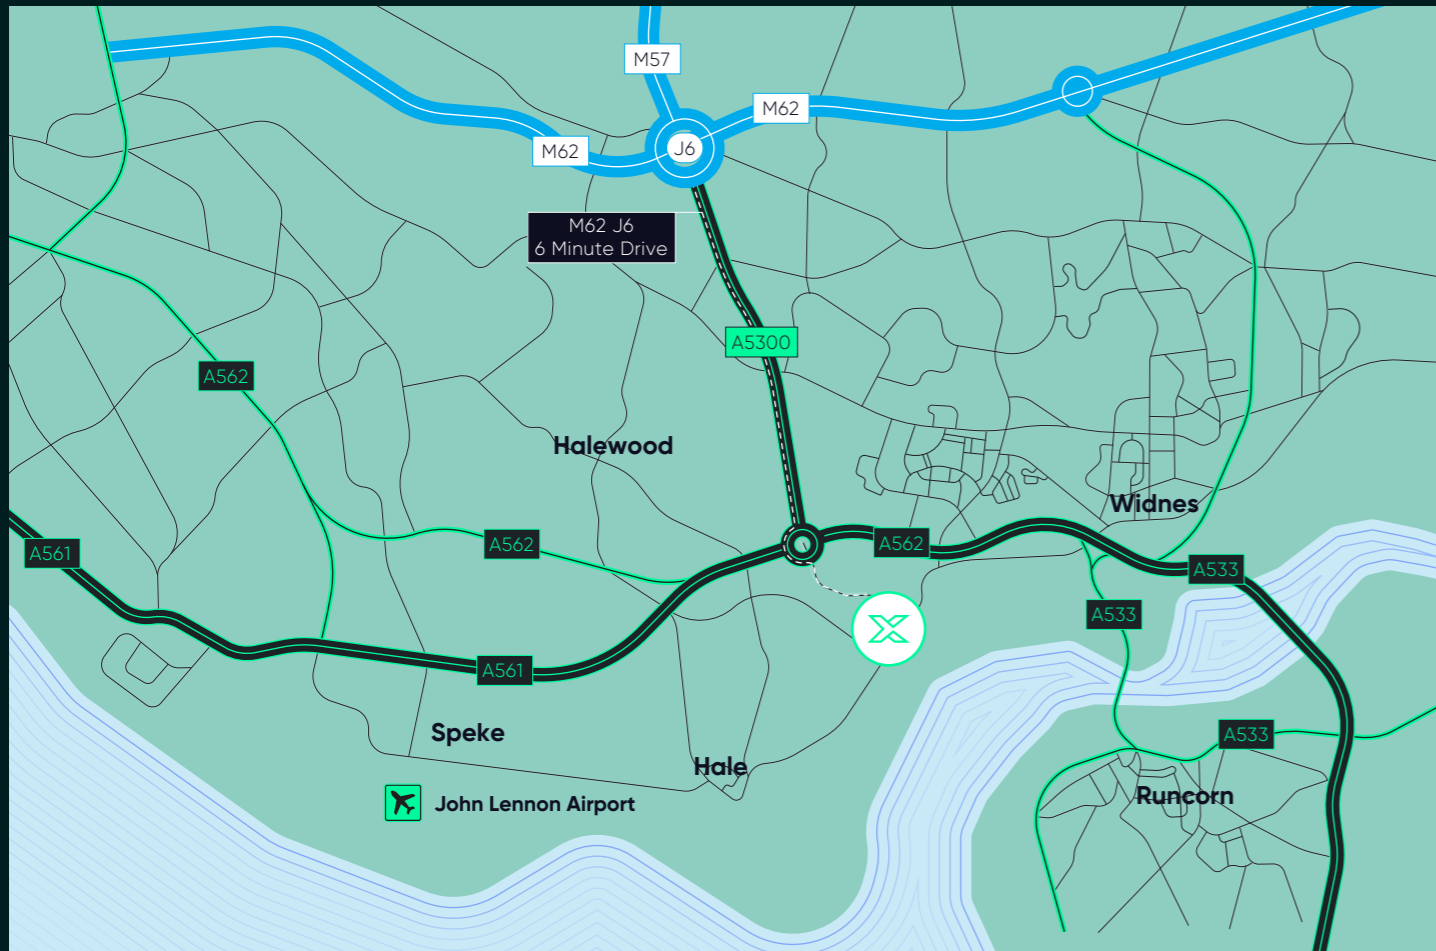 M57
M62
M62
J6
M62 J6
6 Minute Drive
A5300
A562
Halewood
Widnes
A561
A562
A562
A533
A533
A561
Speke
A533
Hale
Runcorn
John Lennon Airport